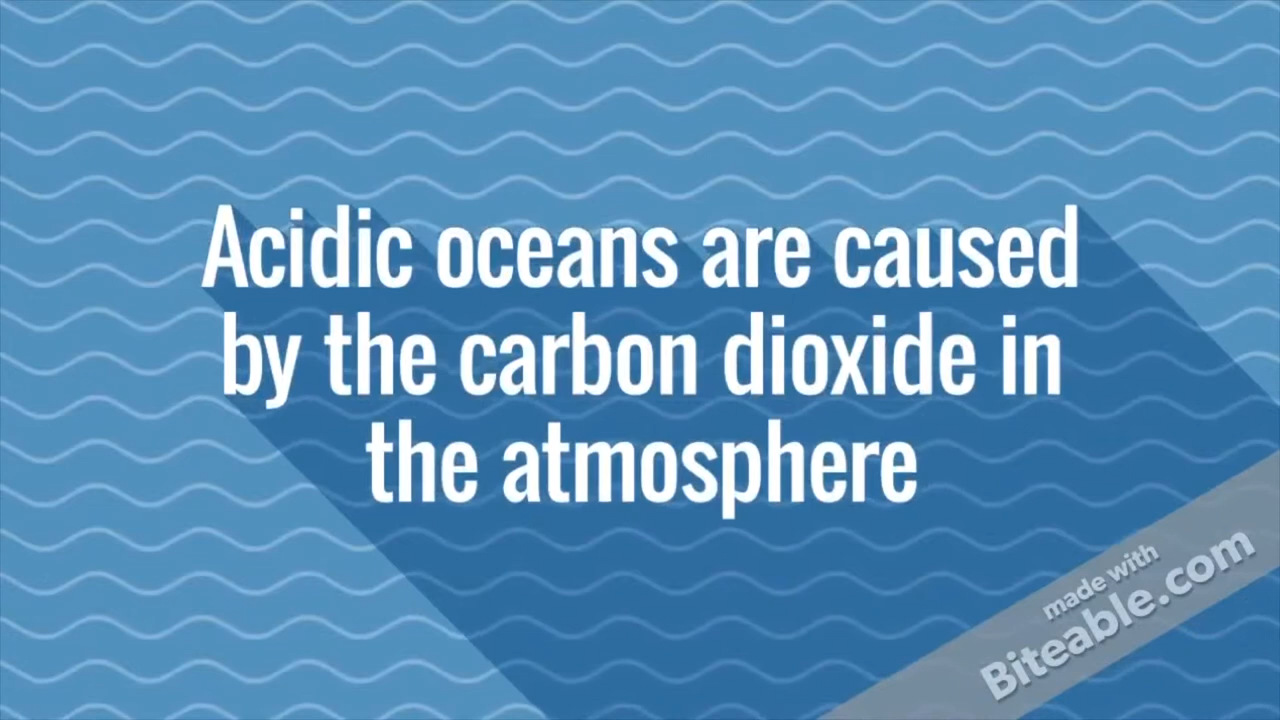 Acidic oceans are caused
by the carbon dioxide in
the atmosphere
made with
Biteable.com